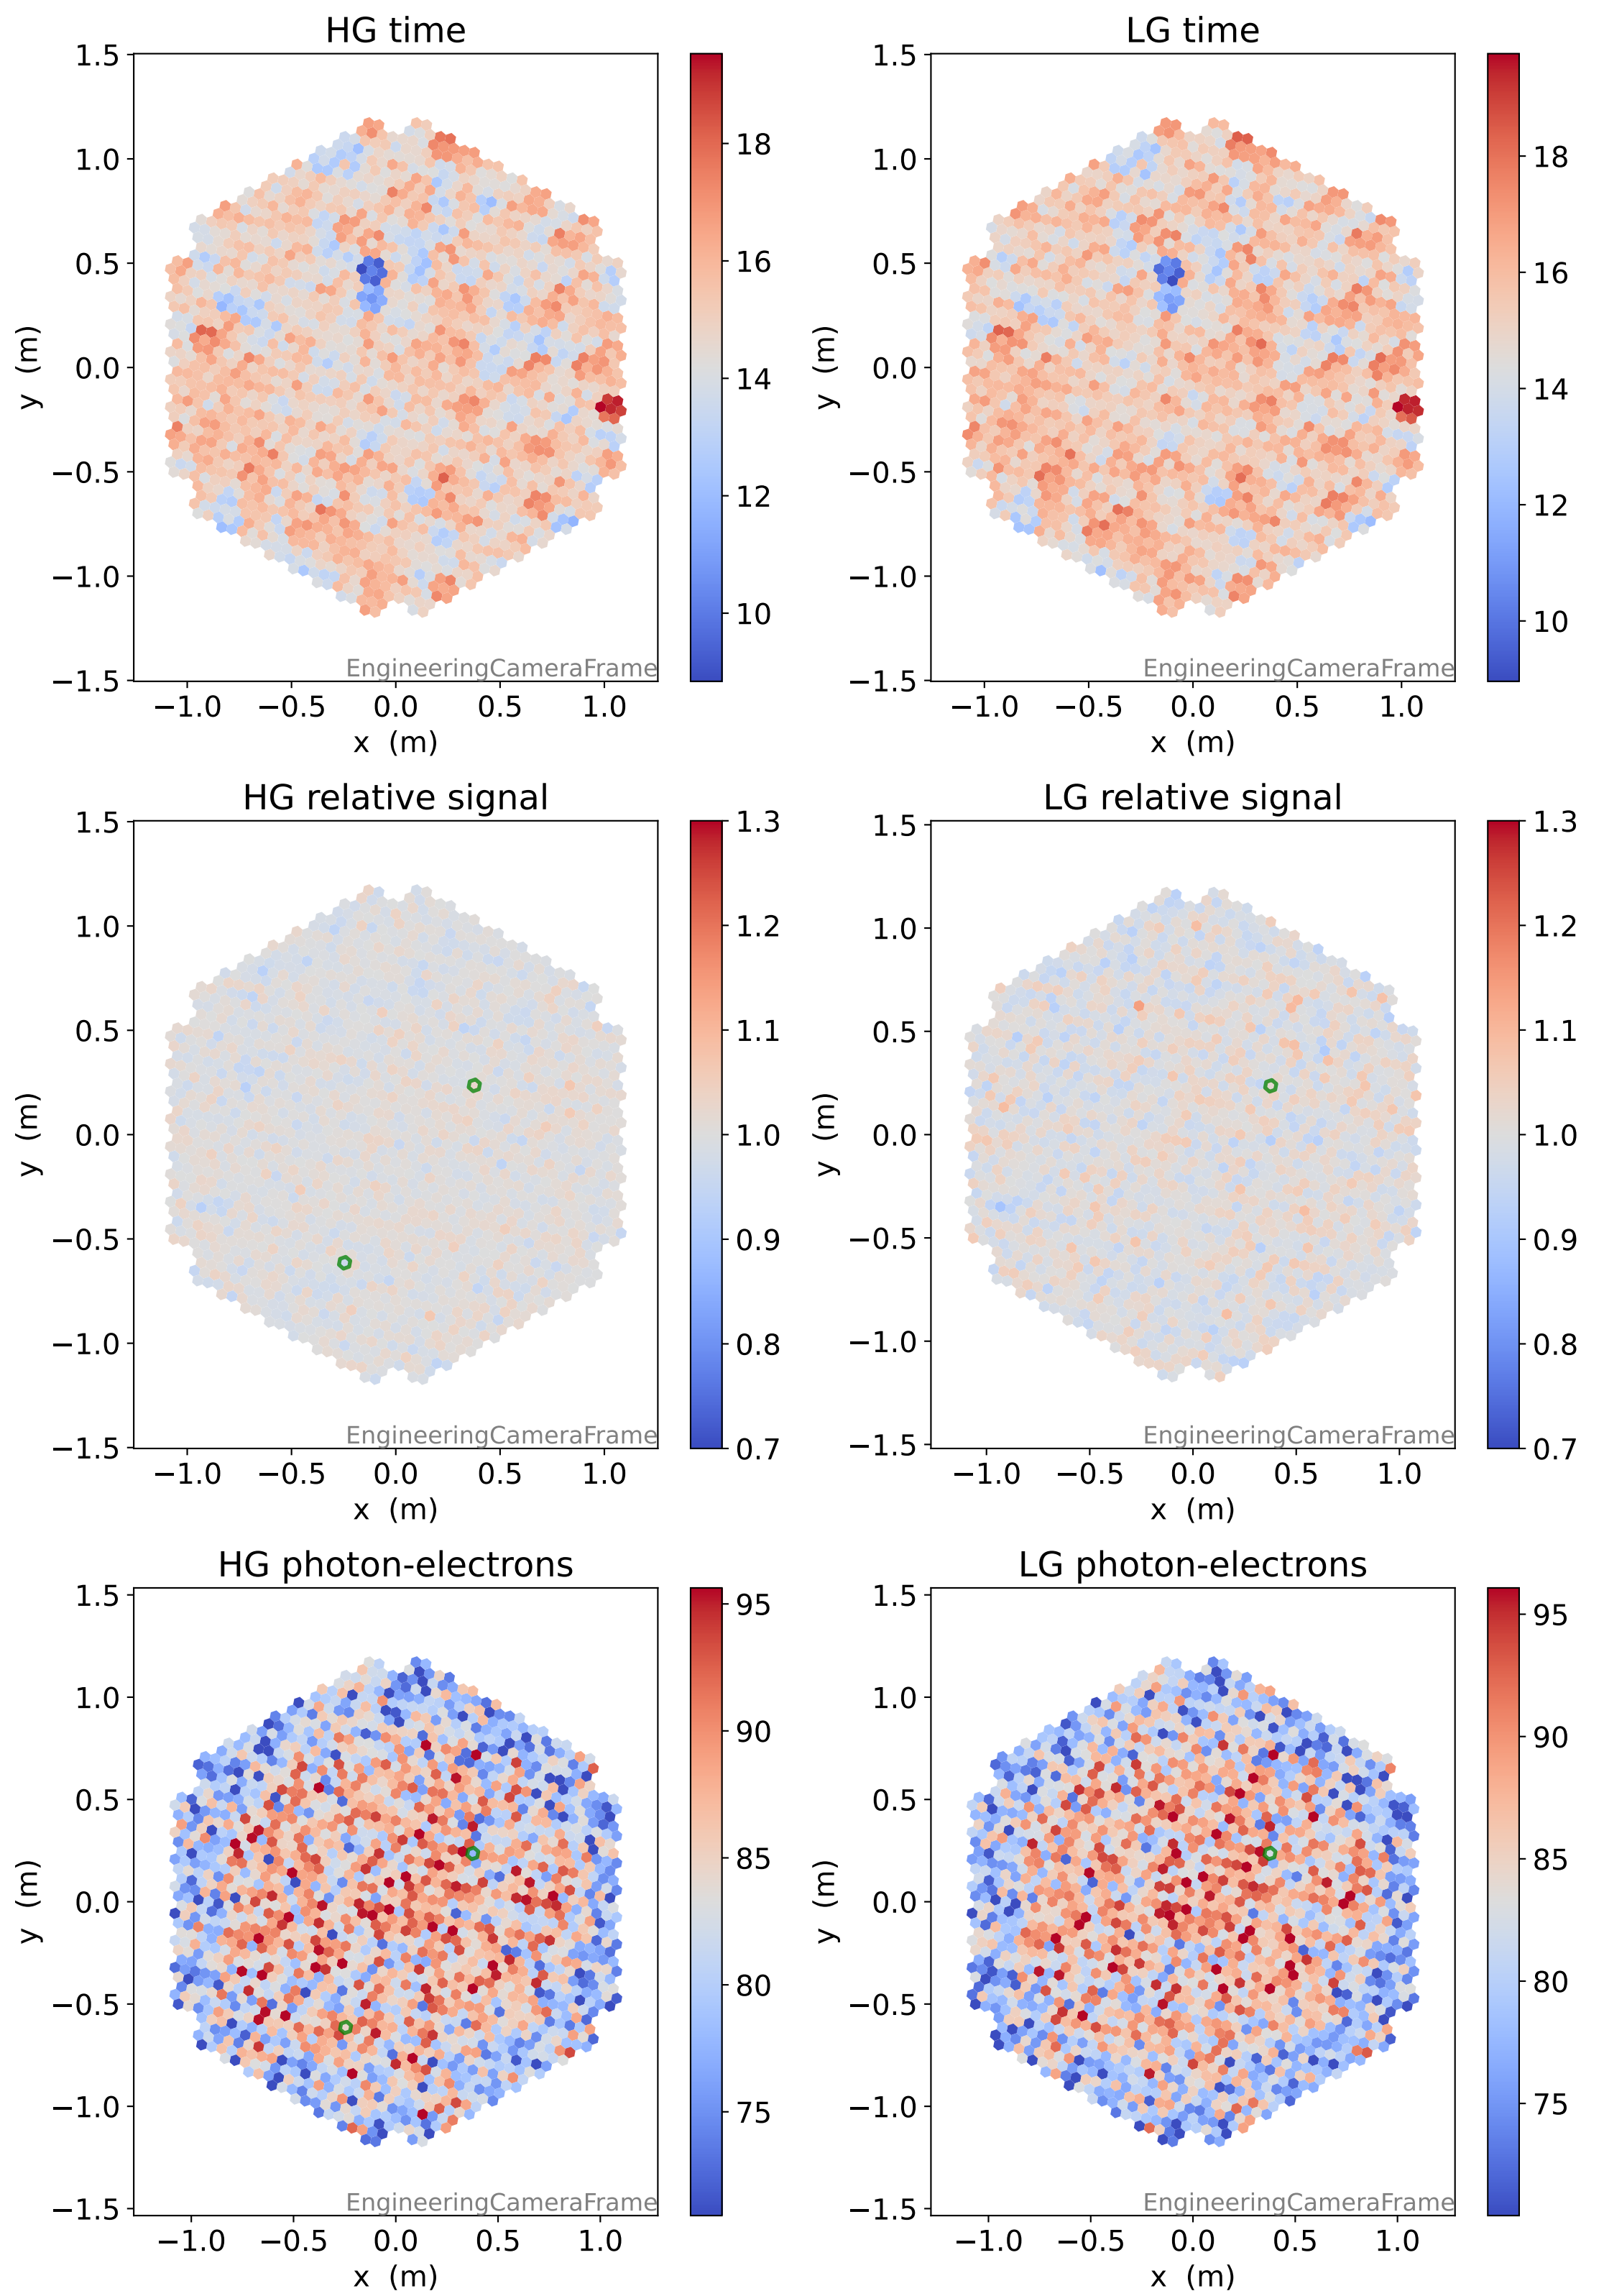 HG time
1.5
1.0
0.5
0.0
−0.5
−1.0
−1.5
y (m)
−1.0 −0.5 0.0 0.5 1.0
x (m)
EngineeringCameraFrame
18
16
14
12
10
LG time
1.5
1.0
0.5
0.0
−0.5
−1.0
−1.5
y (m)
−1.0 −0.5 0.0 0.5 1.0
x (m)
EngineeringCameraFrame
18
16
14
12
10
HG relative signal
1.5
1.0
0.5
0.0
−0.5
−1.0
−1.5
y (m)
−1.0 −0.5 0.0 0.5 1.0
x (m)
EngineeringCameraFrame
1.3
1.2
1.1
1.0
0.9
0.8
0.7
LG relative signal
1.5
1.0
0.5
0.0
−0.5
−1.0
−1.5
y (m)
−1.0 −0.5 0.0 0.5 1.0
x (m)
EngineeringCameraFrame
1.3
1.2
1.1
1.0
0.9
0.8
0.7
HG photon-electrons
1.5
1.0
0.5
0.0
−0.5
−1.0
−1.5
y (m)
−1.0 −0.5 0.0 0.5 1.0
x (m)
EngineeringCameraFrame
95
90
85
80
75
LG photon-electrons
1.5
1.0
0.5
0.0
−0.5
−1.0
−1.5
y (m)
−1.0 −0.5 0.0 0.5 1.0
x (m)
EngineeringCameraFrame
95
90
85
80
75